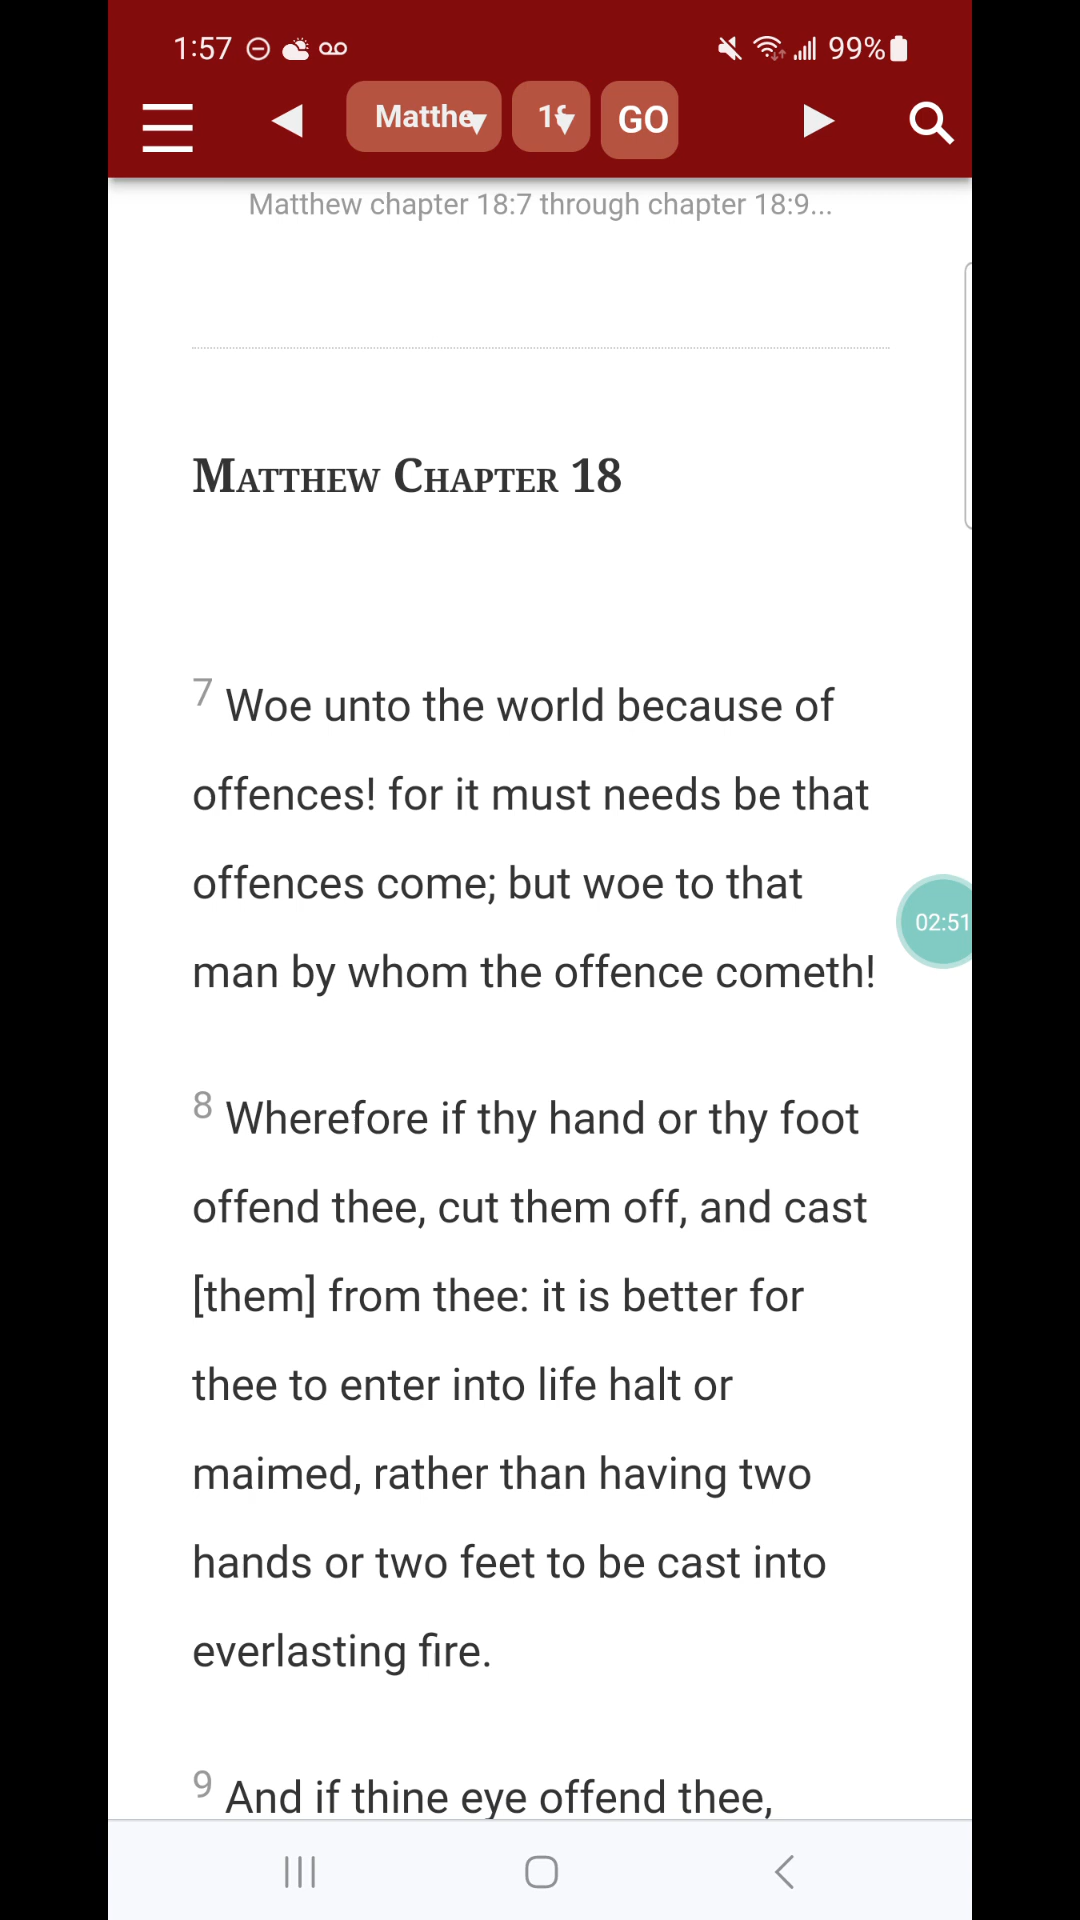 1:57 99%
Matthe 18 GO
Matthew chapter 18:7 through chapter 18:9...
Matthew Chapter 18
7 Woe unto the world because of
offences! for it must needs be that
offences come; but woe to that
02:51
man by whom the offence cometh!
8 Wherefore if thy hand or thy foot
offend thee, cut them off, and cast
[them] from thee: it is better for
thee to enter into life halt or
maimed, rather than having two
hands or two feet to be cast into
everlasting fire.
9 And if thine eye offend thee,